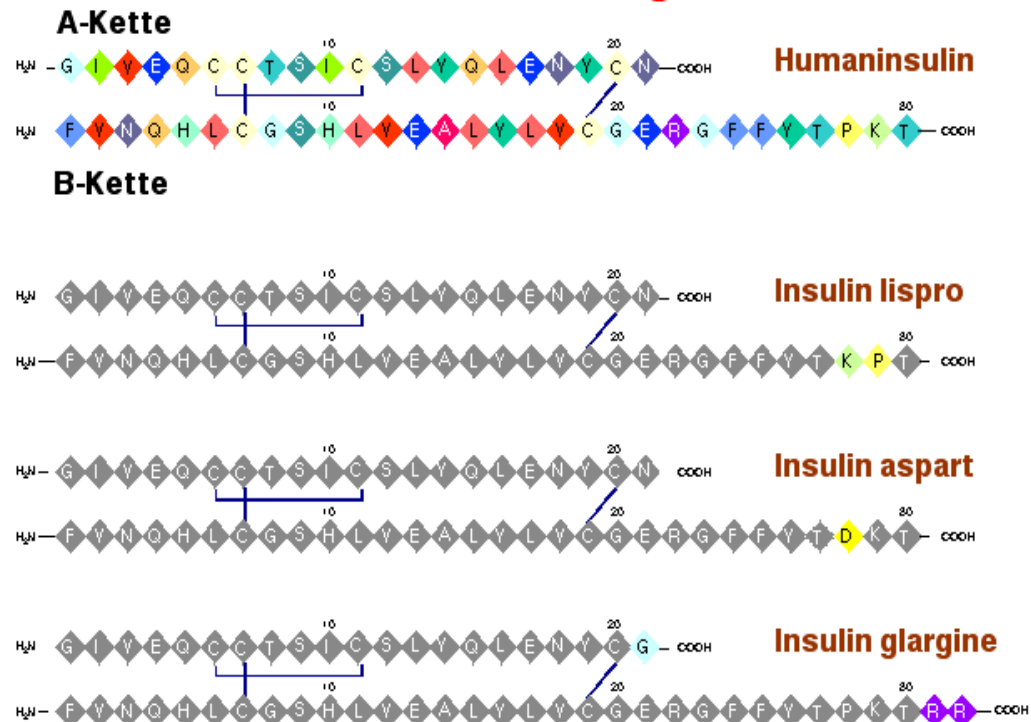 A-Kette
10 20
H₂N G I V E Q C C T S I C S L Y Q L E N Y C N COOH Humaninsulin
10 20 30
H₂N F V N Q H L C G S H L V E A L Y L V C G E R G F F Y T P K T COOH
B-Kette
10 20
H₂N G I V E Q C C T S I C S L Y Q L E N Y C N COOH Insulin lispro
10 20 30
H₂N F V N Q H L C G S H L V E A L Y L V C G E R G F F Y T K P T COOH
10 20
H₂N G I V E Q C C T S I C S L Y Q L E N Y C N COOH Insulin aspart
10 20 30
H₂N F V N Q H L C G S H L V E A L Y L V C G E R G F F Y T D K T COOH
10 20
H₂N G I V E Q C C T S I C S L Y Q L E N Y C G COOH Insulin glargine
10 20 30
H₂N F V N Q H L C G S H L V E A L Y L V C G E R G F F Y T P K T R R COOH